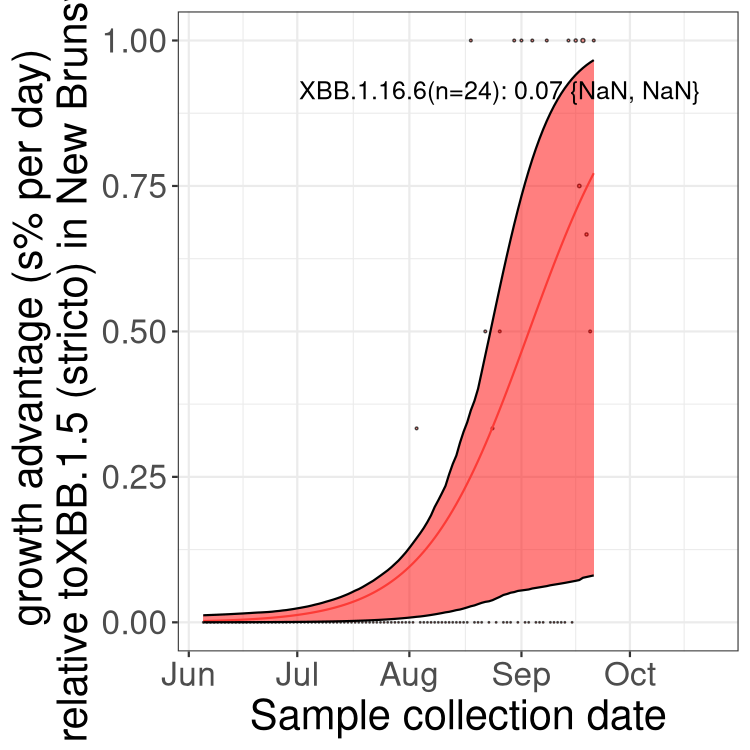 growth advantage (s% per day)
relative toXBB.1.5 (stricto) in New
1.00
0.75
0.50
0.25
0.00
XBB.1.16.6(n=24): 0.07 {NaN, NaN}
Jun Jul Aug Sep Oct
Sample collection date